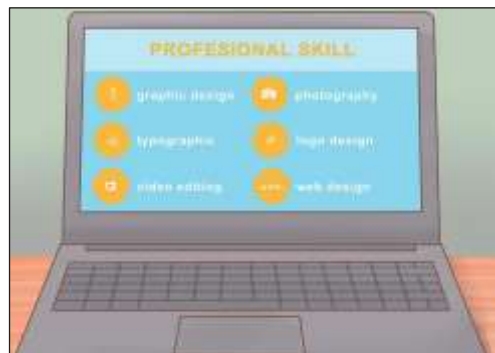 PROFESIONAL SKILL
graphic design
photography
typographic
logo design
video editing
web design